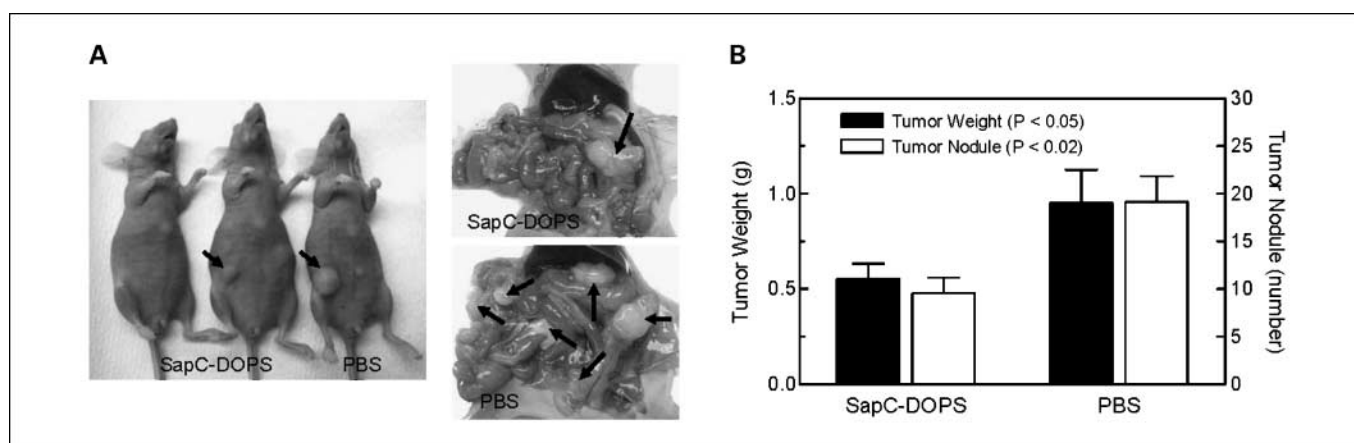 A
SapC-DOPS
PBS
SapC-DOPS
PBS
B
Tumor Weight (g)
1.5
1.0
0.5
0.0
Tumor Weight (P < 0.05)
Tumor Nodule (P < 0.02)
30
25
20
15
10
5
0
Tumor Nodule (number)
SapC-DOPS
PBS